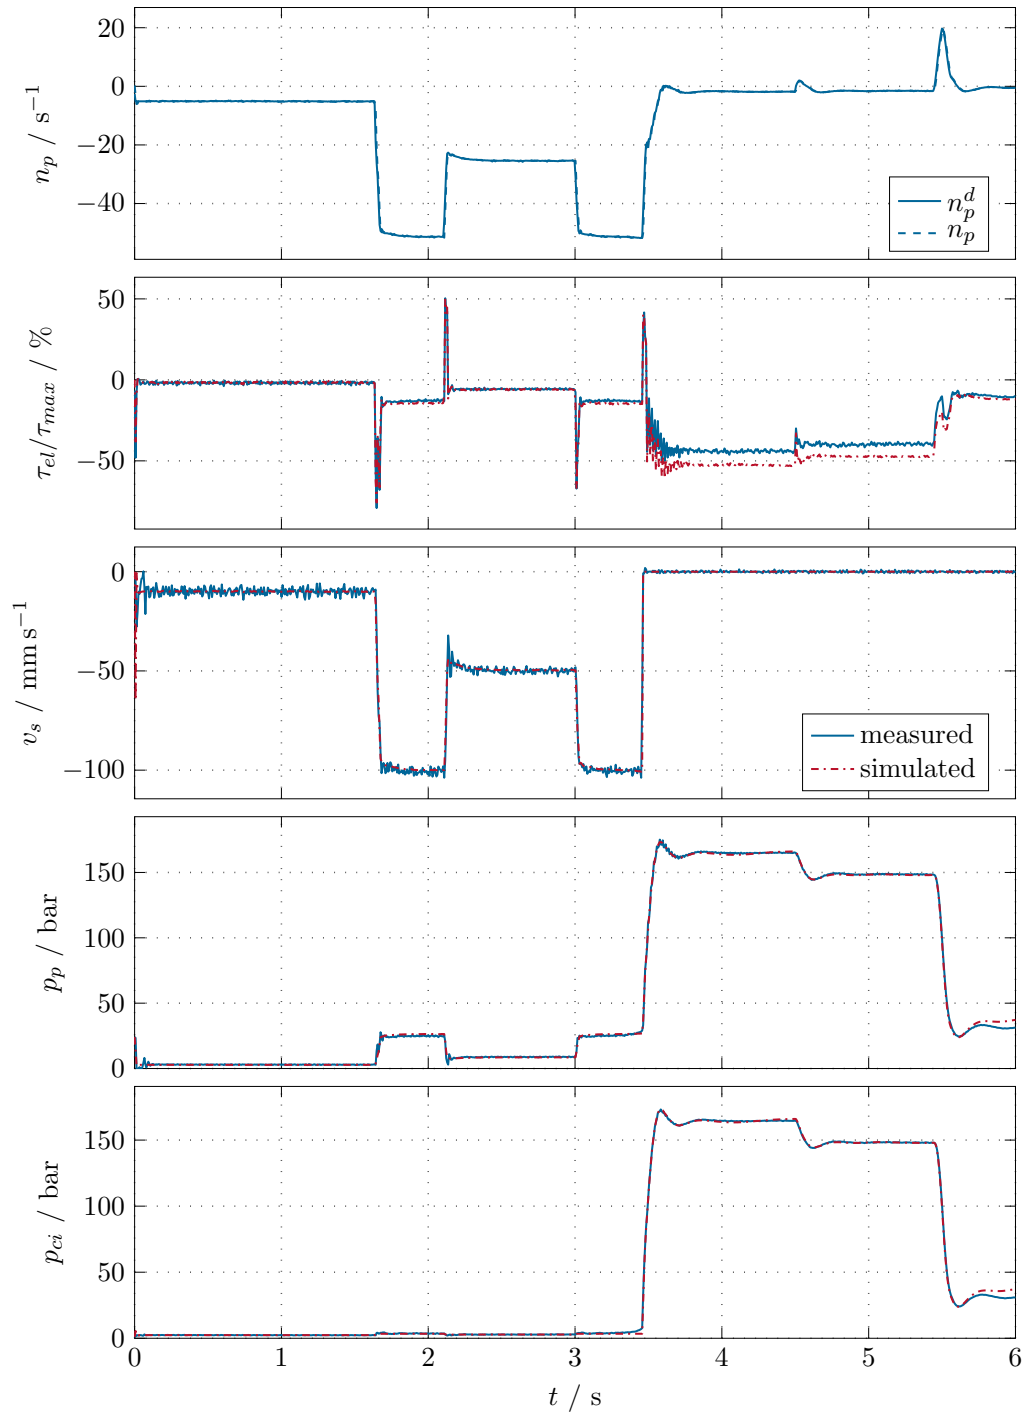 20
0
−20
−40
n_p / s⁻¹
n_p^d
n_p
50
0
−50
τ_el/τ_max / %
0
−50
−100
v_s / mm s⁻¹
measured
simulated
150
100
50
0
p_p / bar
150
100
50
0
p_ci / bar
0 1 2 3 4 5 6
t / s